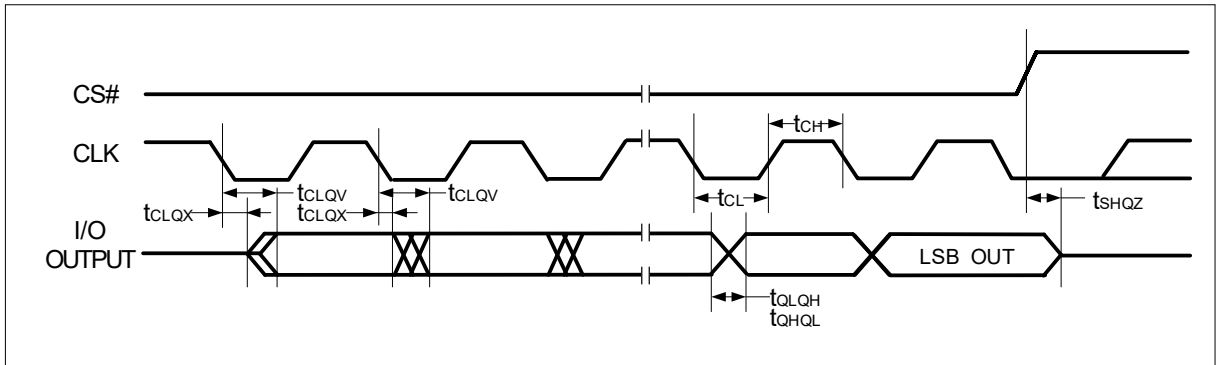 CS#
tCH
CLK
tCLQV
tCLQV
tCL
tCLQX
tCLQX
tSHQZ
I/O
OUTPUT
LSB OUT
tQLQH
tQHQL